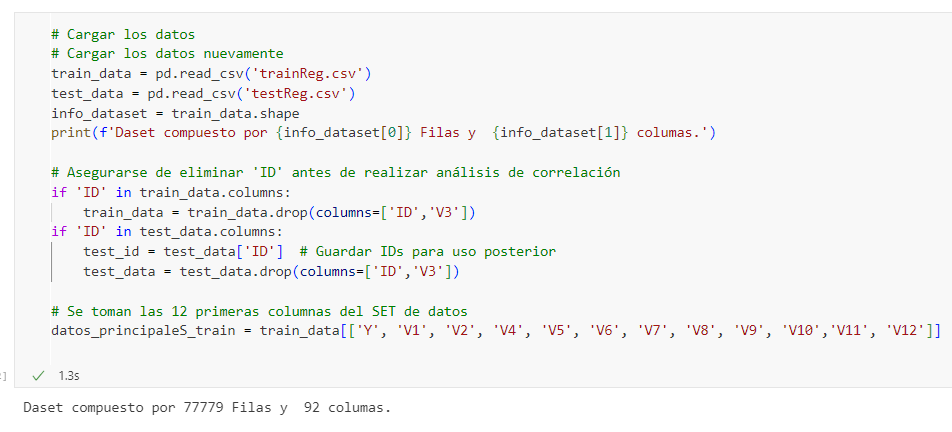 # Cargar los datos
# Cargar los datos nuevamente
train_data = pd.read_csv('trainReg.csv')
test_data = pd.read_csv('testReg.csv')
info_dataset = train_data.shape
print(f'Daset compuesto por {info_dataset[0]} Filas y  {info_dataset[1]} columas.')
# Asegurarse de eliminar 'ID' antes de realizar análisis de correlación
if 'ID' in train_data.columns:
    train_data = train_data.drop(columns=['ID','V3'])
if 'ID' in test_data.columns:
    test_id = test_data['ID']  # Guardar IDs para uso posterior
    test_data = test_data.drop(columns=['ID','V3'])
# Se toman las 12 primeras columnas del SET de datos
datos_principaleS_train = train_data[['Y', 'V1', 'V2', 'V4', 'V5', 'V6', 'V7', 'V8', 'V9', 'V10','V11', 'V12']]
✓ 1.3s
Daset compuesto por 77779 Filas y  92 columas.